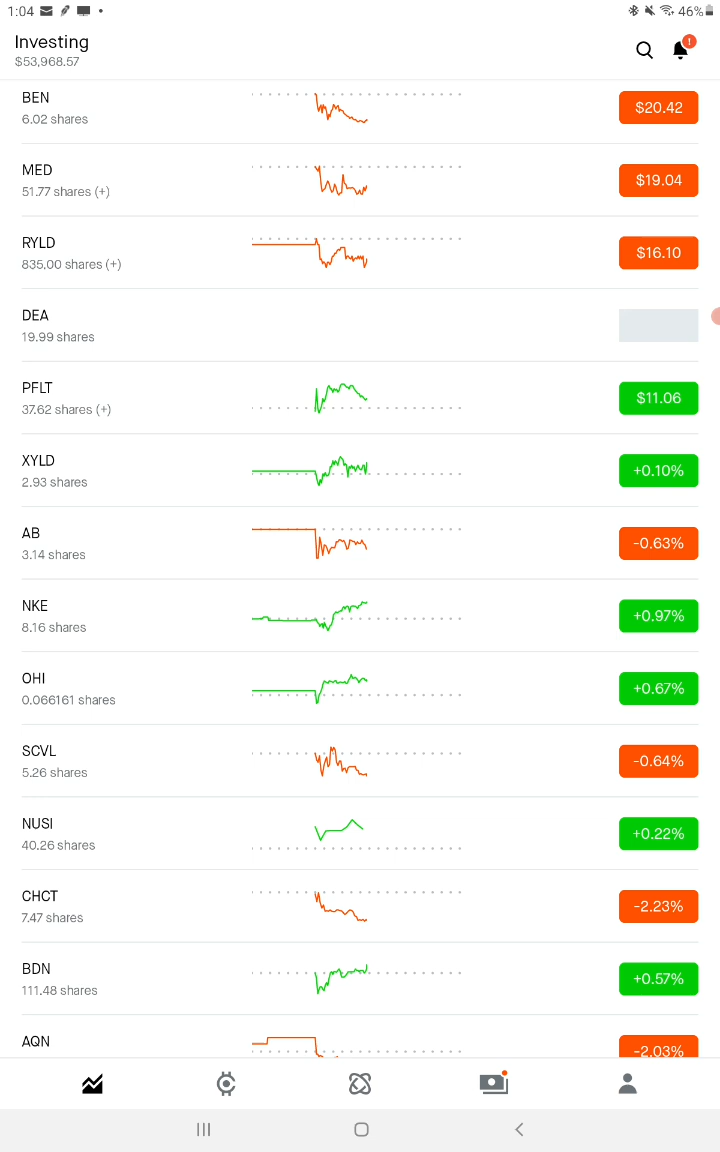 1:04
46%
Investing
$53,968.57
1
BEN
6.02 shares
$20.42
MED
51.77 shares (+)
$19.04
RYLD
835.00 shares (+)
$16.10
DEA
19.99 shares
PFLT
37.62 shares (+)
$11.06
XYLD
2.93 shares
+0.10%
AB
3.14 shares
-0.63%
NKE
8.16 shares
+0.97%
OHI
0.066161 shares
+0.67%
SCVL
5.26 shares
-0.64%
NUSI
40.26 shares
+0.22%
CHCT
7.47 shares
-2.23%
BDN
111.48 shares
+0.57%
AQN
-2.03%